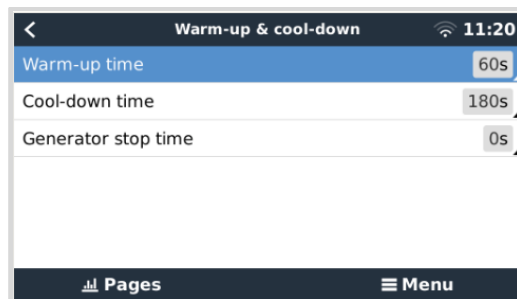 Warm-up & cool-down 11:20
Warm-up time 60s
Cool-down time 180s
Generator stop time 0s
Pages Menu